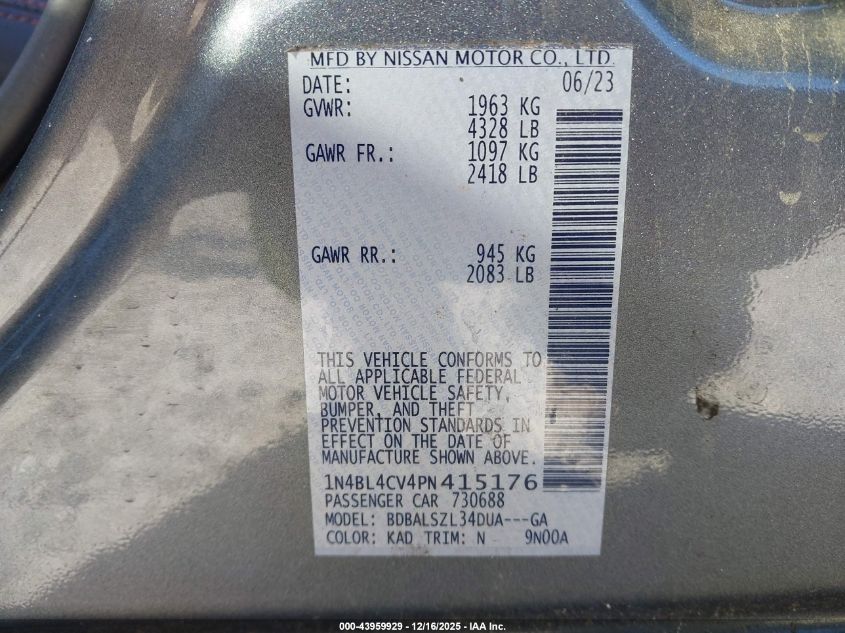 MFD BY NISSAN MOTOR CO., LTD.
DATE: 06/23
GVWR: 1963 KG
4328 LB
GAWR FR.: 1097 KG
2418 LB
GAWR RR.: 945 KG
2083 LB
THIS VEHICLE CONFORMS TO
ALL APPLICABLE FEDERAL
MOTOR VEHICLE SAFETY,
BUMPER, AND THEFT
PREVENTION STANDARDS IN
EFFECT ON THE DATE OF
MANUFACTURE SHOWN ABOVE.
1N4BL4CV4PN415176
PASSENGER CAR 730688
MODEL: BDBALSZL34DUA---GA
COLOR: KAD TRIM: N 9N00A
000-43959929 - 12/16/2025 - IAA Inc.